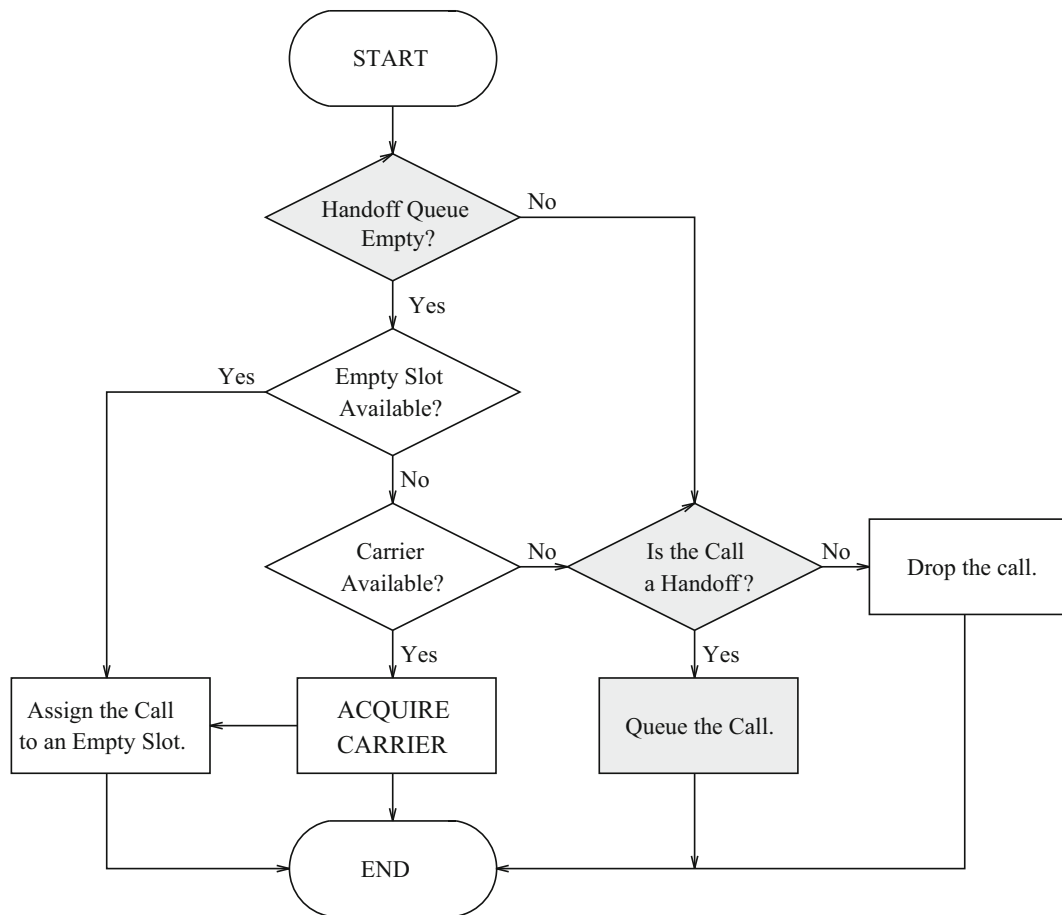 START
Handoff Queue
Empty?
No
Yes
Yes
Empty Slot
Available?
No
Carrier
Available?
No
Is the Call
a Handoff?
No
Drop the call.
Yes
Yes
Assign the Call
to an Empty Slot.
ACQUIRE
CARRIER
Queue the Call.
END